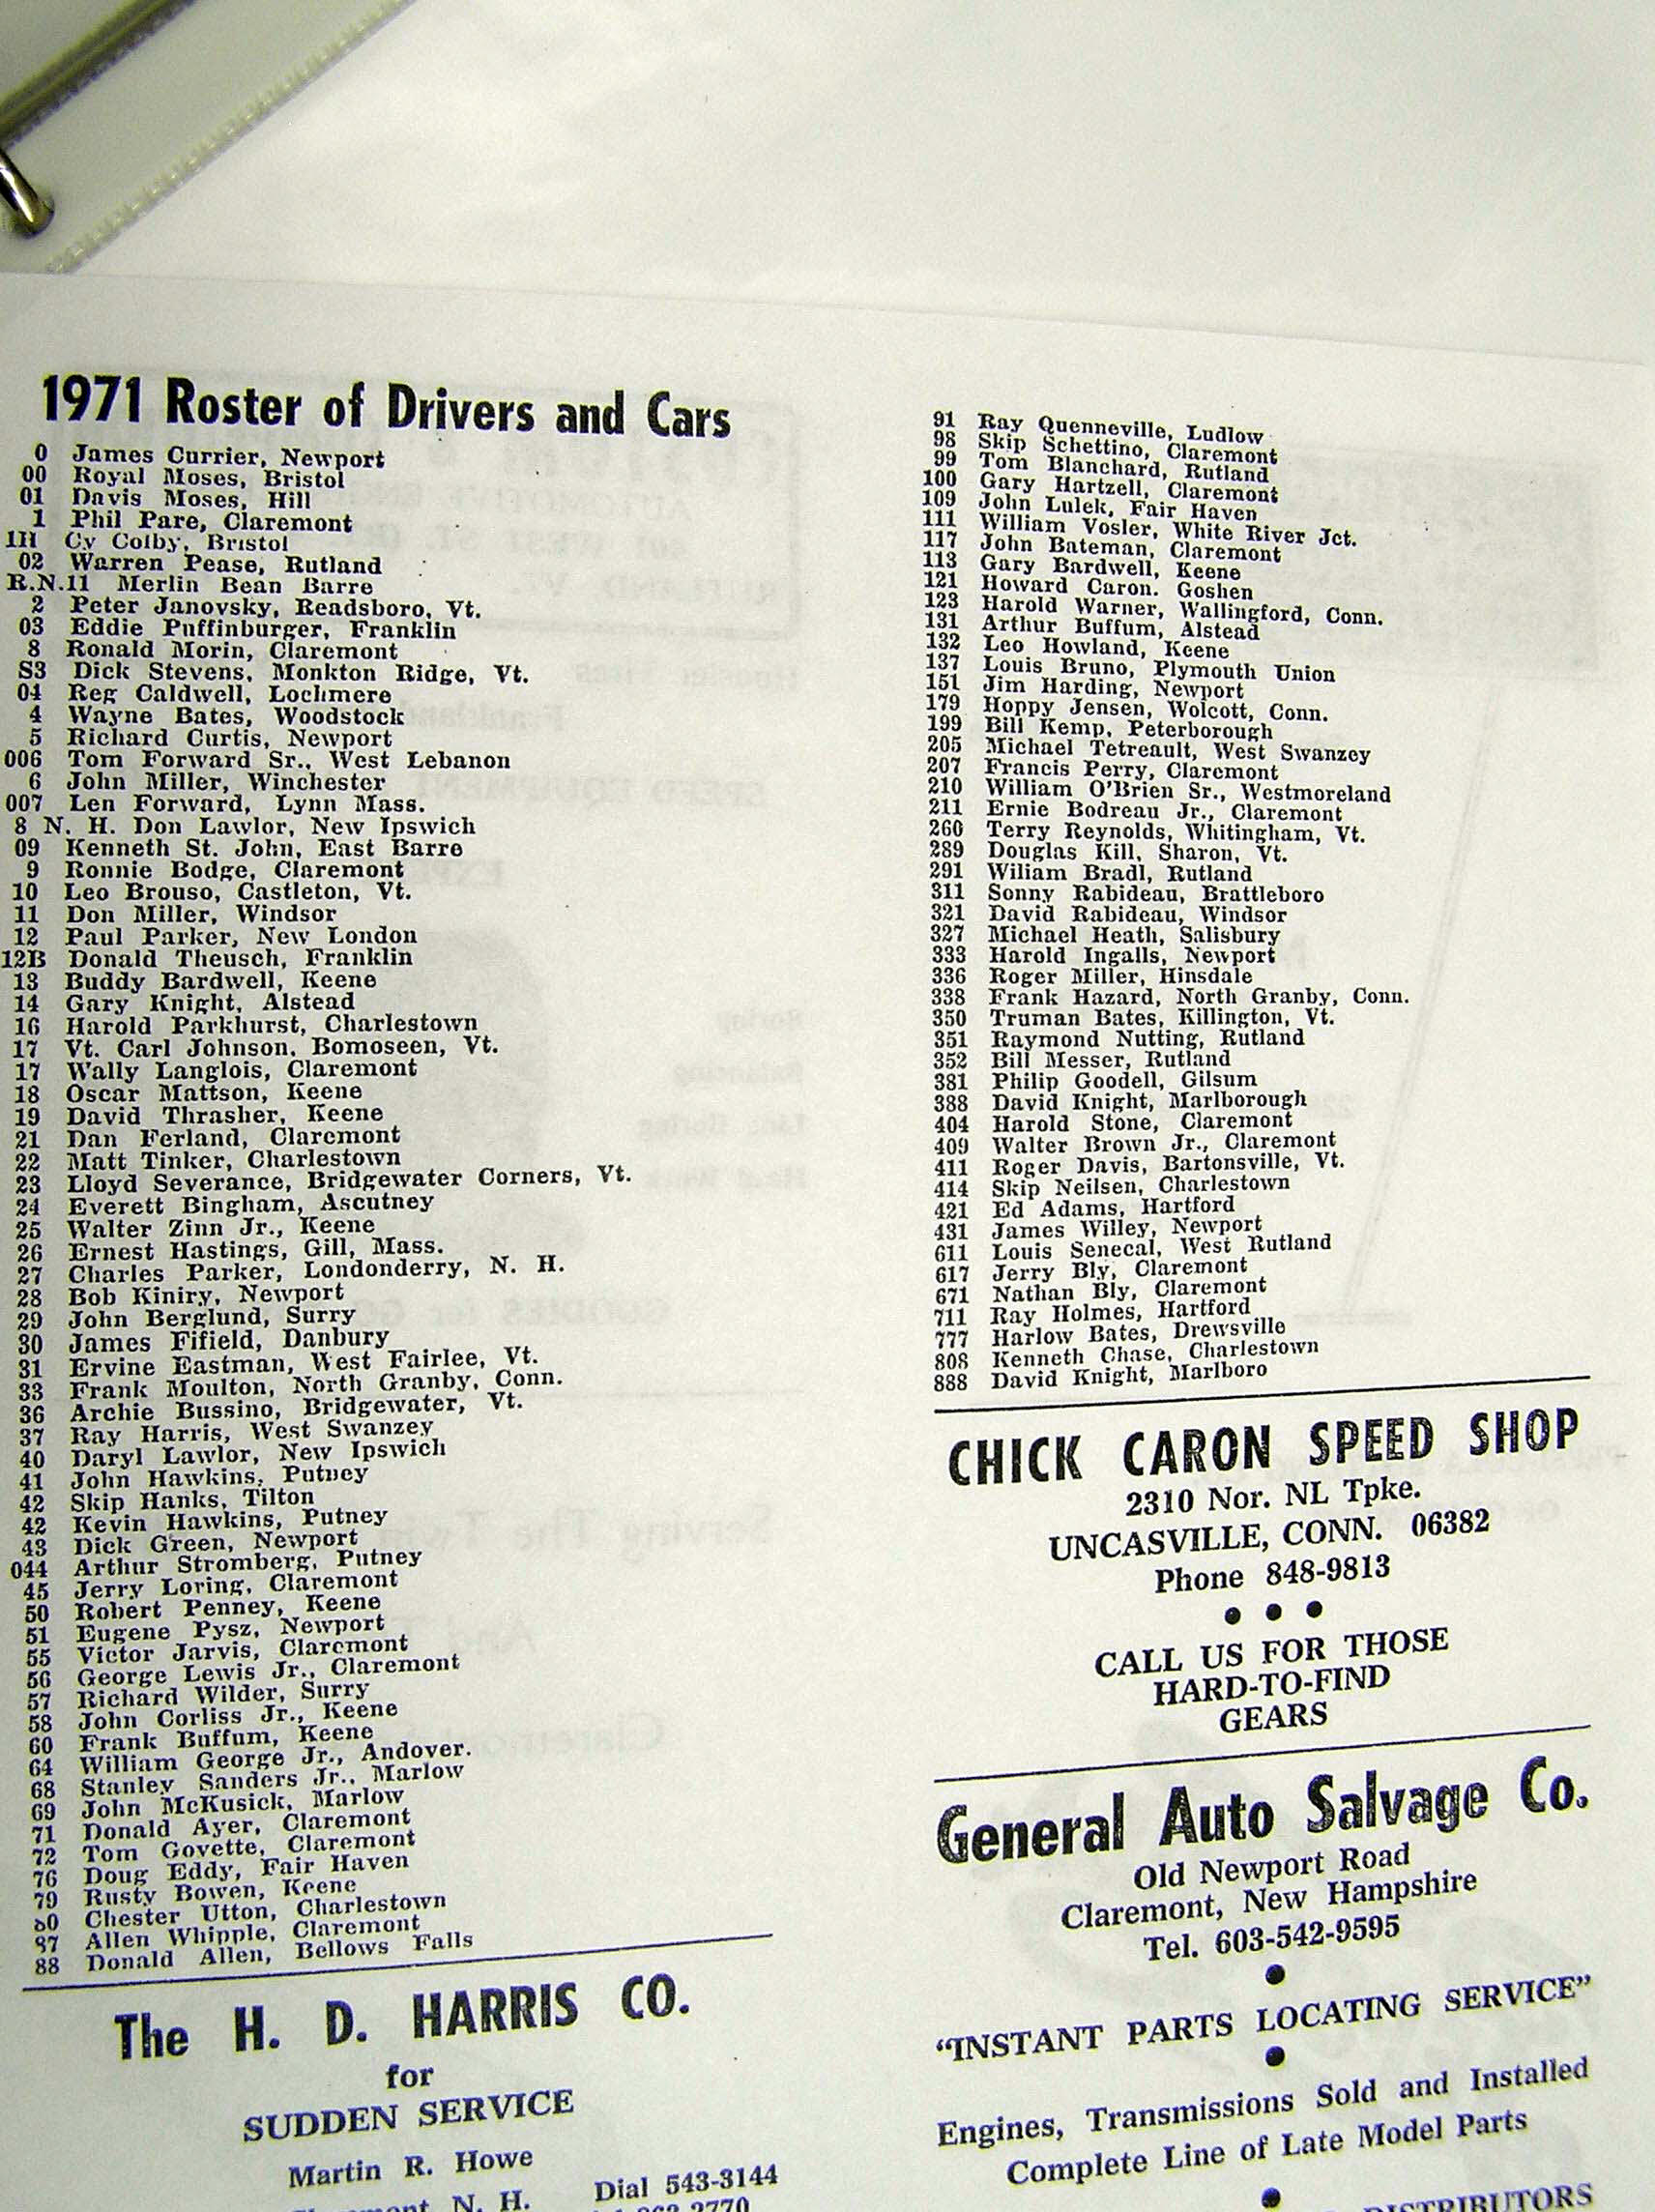 1971 Roster of Drivers and Cars
0 James Currier, Newport
00 Royal Moses, Bristol
01 Davis Moses, Hill
1 Phil Pare, Claremont
1H Cy Colby, Bristol
02 Warren Pease, Rutland
R.N.11 Merlin Bean Barre
2 Peter Janovsky, Readsboro, Vt.
03 Eddie Puffinburger, Franklin
8 Ronald Morin, Claremont
S3 Dick Stevens, Monkton Ridge, Vt.
04 Reg Caldwell, Lochmere
4 Wayne Bates, Woodstock
5 Richard Curtis, Newport
006 Tom Forward Sr., West Lebanon
6 John Miller, Winchester
007 Len Forward, Lynn Mass.
8 N. H. Don Lawlor, New Ipswich
09 Kenneth St. John, East Barre
9 Ronnie Bodge, Claremont
10 Leo Brouso, Castleton, Vt.
11 Don Miller, Windsor
12 Paul Parker, New London
12B Donald Theusch, Franklin
13 Buddy Bardwell, Keene
14 Gary Knight, Alstead
16 Harold Parkhurst, Charlestown
17 Vt. Carl Johnson, Bomoseen, Vt.
17 Wally Langlois, Claremont
18 Oscar Mattson, Keene
19 David Thrasher, Keene
21 Dan Ferland, Claremont
22 Matt Tinker, Charlestown
23 Lloyd Severance, Bridgewater Corners, Vt.
24 Everett Bingham, Ascutney
25 Walter Zinn Jr., Keene
26 Ernest Hastings, Gill, Mass.
27 Charles Parker, Londonderry, N. H.
28 Bob Kiniry, Newport
29 John Berglund, Surry
30 James Fifield, Danbury
31 Ervine Eastman, West Fairlee, Vt.
33 Frank Moulton, North Granby, Conn.
36 Archie Bussino, Bridgewater, Vt.
37 Ray Harris, West Swanzey
40 Daryl Lawlor, New Ipswich
41 John Hawkins, Putney
42 Skip Hanks, Tilton
42 Kevin Hawkins, Putney
43 Dick Green, Newport
044 Arthur Stromberg, Putney
45 Jerry Loring, Claremont
50 Robert Penney, Keene
51 Eugene Pysz, Newport
55 Victor Jarvis, Claremont
56 George Lewis Jr., Claremont
57 Richard Wilder, Surry
58 John Corliss Jr., Keene
60 Frank Buffum, Keene
64 William George Jr., Andover.
68 Stanley Sanders Jr., Marlow
69 John McKusick, Marlow
71 Donald Ayer, Claremont
72 Tom Govette, Claremont
76 Doug Eddy, Fair Haven
79 Rusty Bowen, Keene
80 Chester Utton, Charlestown
87 Allen Whipple, Claremont
88 Donald Allen, Bellows Falls
The H. D. HARRIS CO.
for
SUDDEN SERVICE
Martin R. Howe
N. H.
Dial 543-3144
91 Ray Quenneville, Ludlow
98 Skip Schettino, Claremont
99 Tom Blanchard, Rutland
100 Gary Hartzell, Claremont
109 John Lulek, Fair Haven
111 William Vosler, White River Jct.
117 John Bateman, Claremont
113 Gary Bardwell, Keene
121 Howard Caron. Goshen
123 Harold Warner, Wallingford, Conn.
131 Arthur Buffum, Alstead
132 Leo Howland, Keene
137 Louis Bruno, Plymouth Union
151 Jim Harding, Newport
179 Hoppy Jensen, Wolcott, Conn.
199 Bill Kemp, Peterborough
205 Michael Tetreault, West Swanzey
207 Francis Perry, Claremont
210 William O'Brien Sr., Westmoreland
211 Ernie Bodreau Jr., Claremont
260 Terry Reynolds, Whitingham, Vt.
289 Douglas Kill, Sharon, Vt.
291 Wiliam Bradl, Rutland
311 Sonny Rabideau, Brattleboro
321 David Rabideau, Windsor
327 Michael Heath, Salisbury
333 Harold Ingalls, Newport
336 Roger Miller, Hinsdale
338 Frank Hazard, North Granby, Conn.
350 Truman Bates, Killington, Vt.
351 Raymond Nutting, Rutland
352 Bill Messer, Rutland
381 Philip Goodell, Gilsum
388 David Knight, Marlborough
404 Harold Stone, Claremont
409 Walter Brown Jr., Claremont
411 Roger Davis, Bartonsville, Vt.
414 Skip Neilsen, Charlestown
421 Ed Adams, Hartford
431 James Willey, Newport
611 Louis Senecal, West Rutland
617 Jerry Bly, Claremont
671 Nathan Bly, Claremont
711 Ray Holmes, Hartford
777 Harlow Bates, Drewsville
808 Kenneth Chase, Charlestown
888 David Knight, Marlboro
CHICK CARON SPEED SHOP
2310 Nor. NL Tpke.
UNCASVILLE, CONN. 06382
Phone 848-9813
• • •
CALL US FOR THOSE
HARD-TO-FIND
GEARS
General Auto Salvage Co.
Old Newport Road
Claremont, New Hampshire
Tel. 603-542-9595
"INSTANT PARTS LOCATING SERVICE"
Engines, Transmissions Sold and Installed
Complete Line of Late Model Parts
DISTRIBUTORS